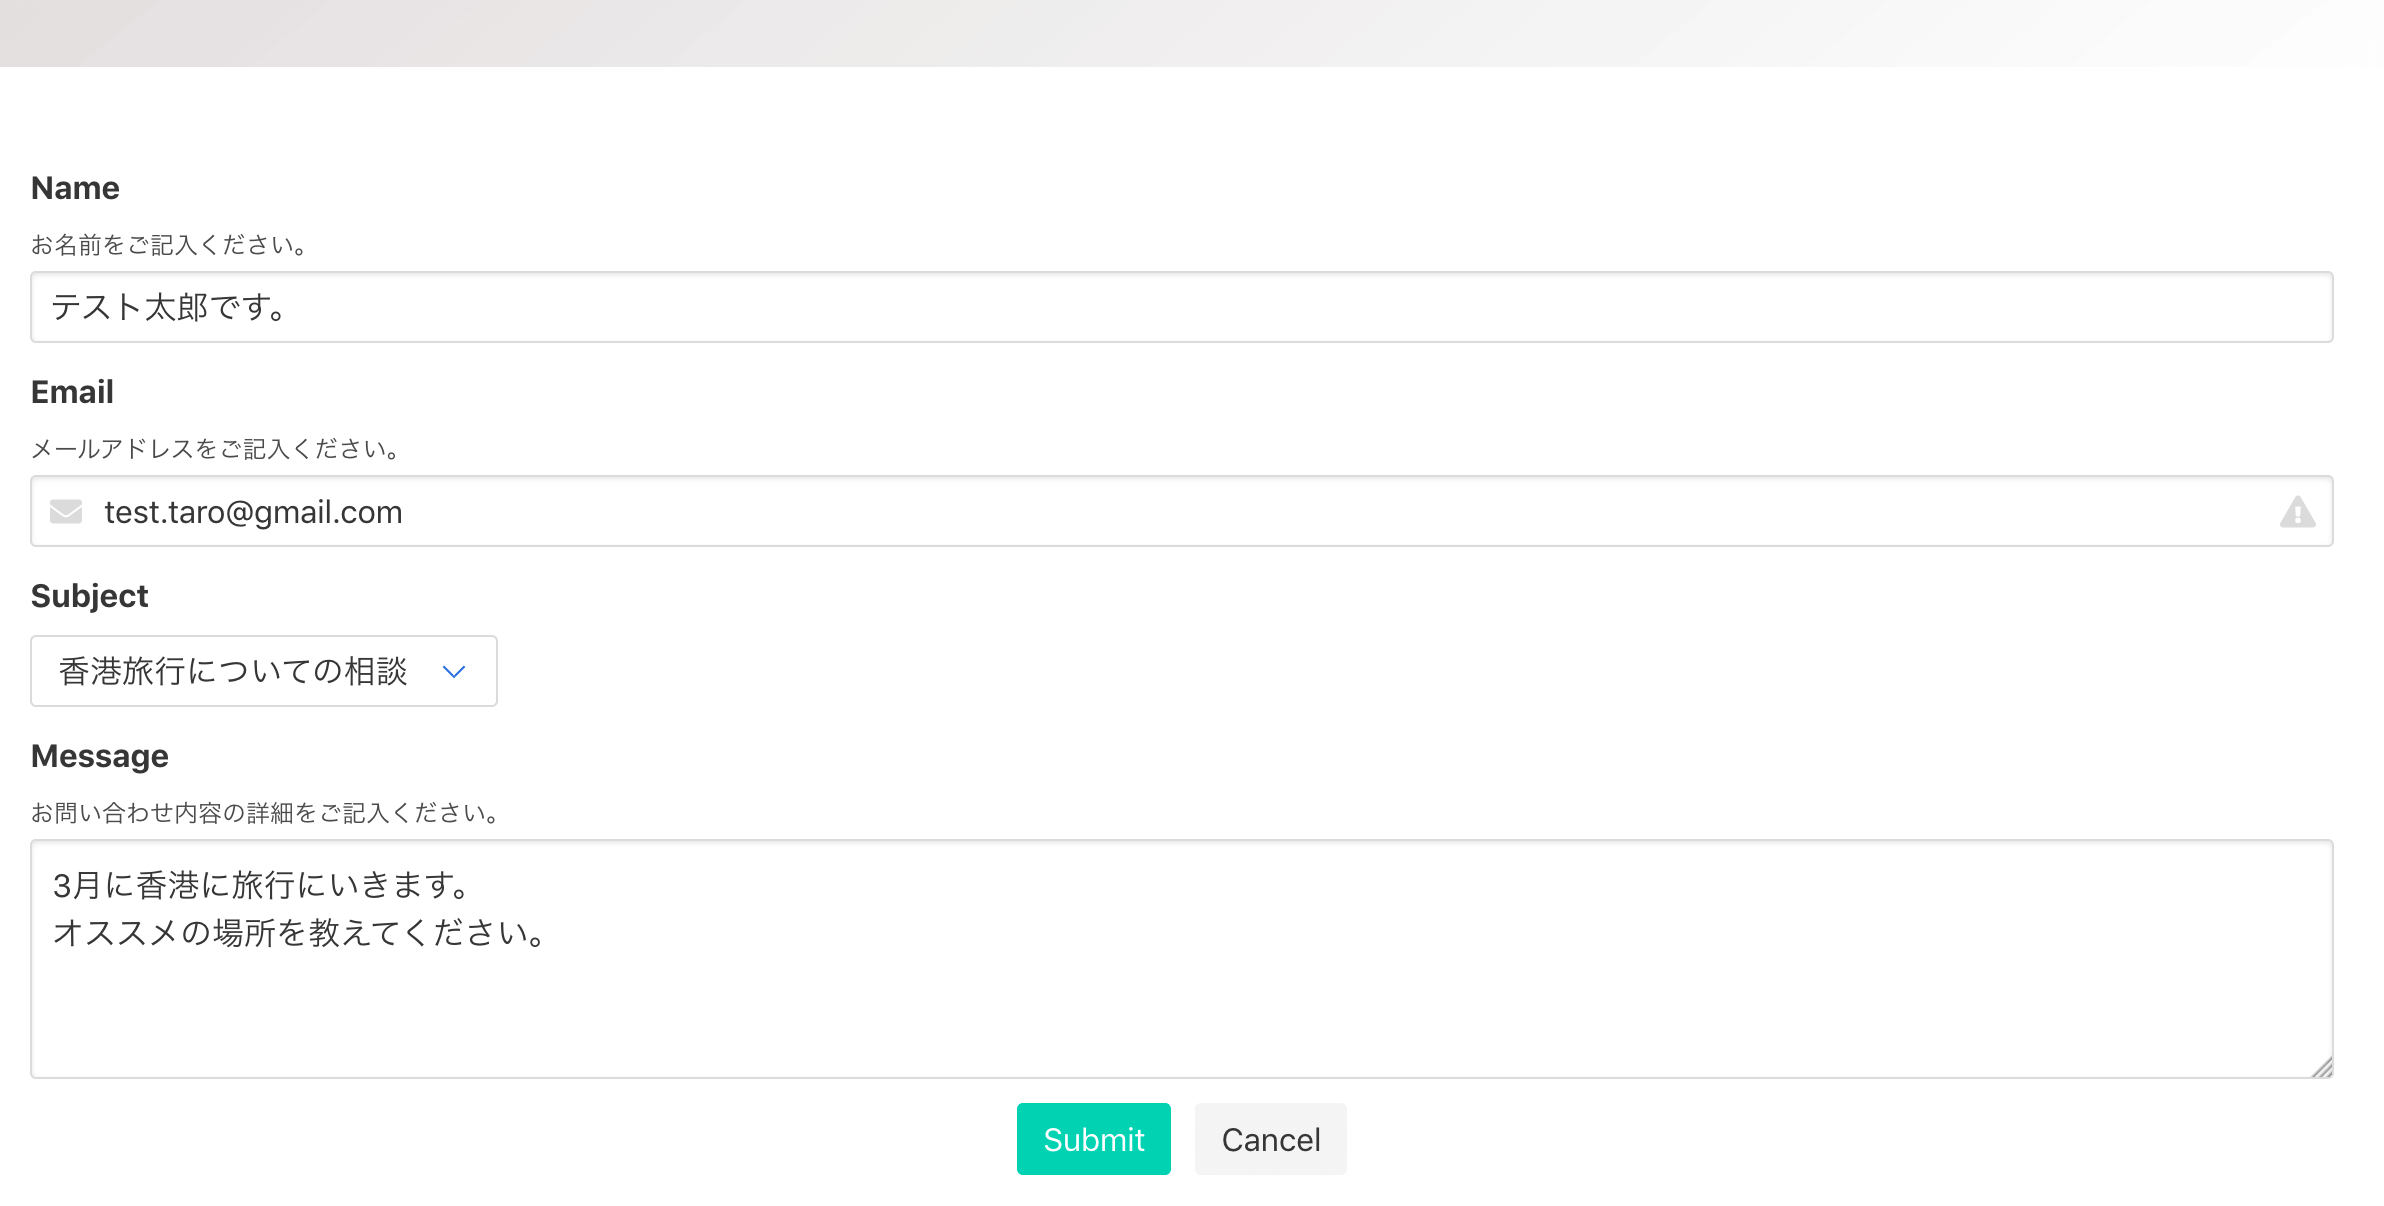 Name
お名前をご記入ください。
テスト太郎です。
Email
メールアドレスをご記入ください。
test.taro@gmail.com
Subject
香港旅行についての相談
Message
お問い合わせ内容の詳細をご記入ください。
3月に香港に旅行にいきます。
オススメの場所を教えてください。
Submit Cancel